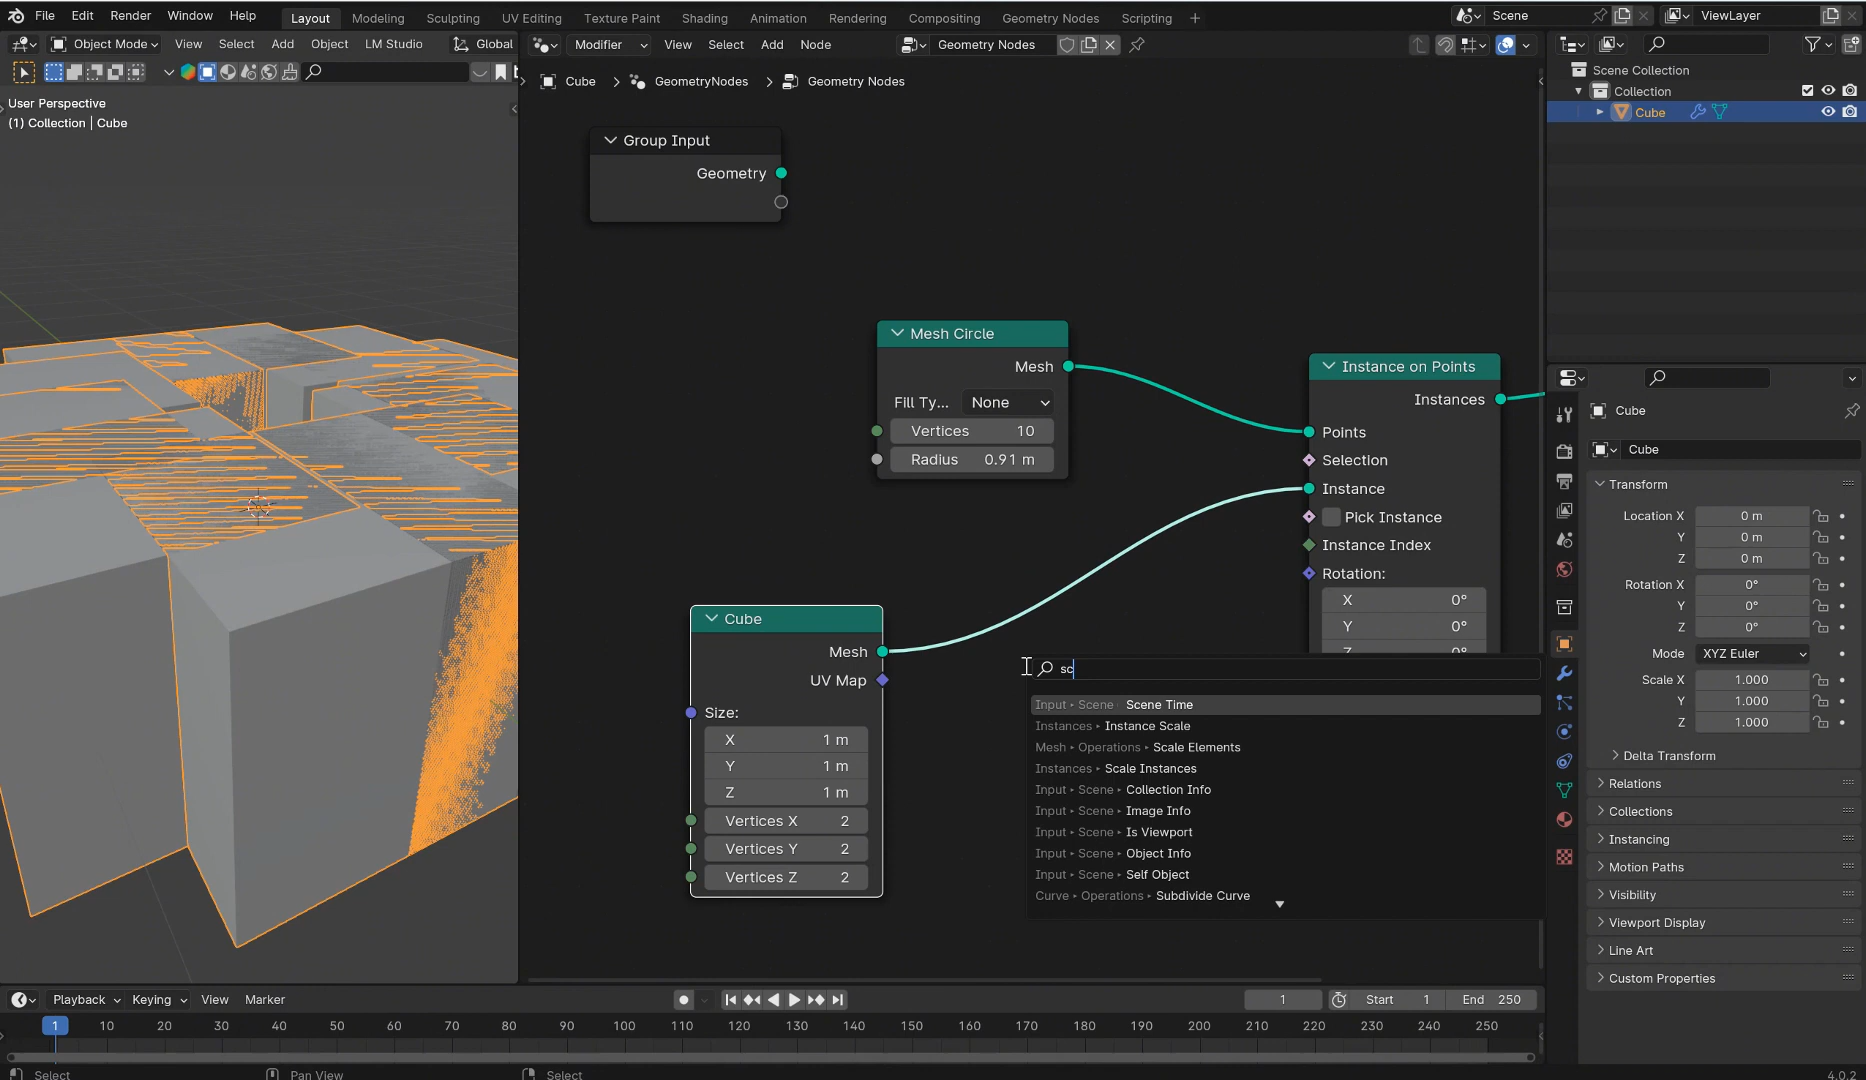 File Edit Render Window Help Layout Modeling Sculpting UV Editing Texture Paint Shading Animation Rendering Compositing Geometry Nodes Scripting + Scene ViewLayer
Object Mode View Select Add Object LM Studio Global Modifier View Select Add Node Geometry Nodes
Cube > GeometryNodes > Geometry Nodes
User Perspective
(1) Collection | Cube
Scene Collection
Collection
Cube
Group Input
Geometry
Mesh Circle
Mesh
Fill Ty... None
Vertices 10
Radius 0.91 m
Instance on Points
Instances
Points
Selection
Instance
Pick Instance
Instance Index
Rotation:
X 0°
Y 0°
Cube
Mesh
UV Map
Size:
X 1 m
Y 1 m
Z 1 m
Vertices X 2
Vertices Y 2
Vertices Z 2
sc
Input ▸ Scene ▸ Scene Time
Instances ▸ Instance Scale
Mesh ▸ Operations ▸ Scale Elements
Instances ▸ Scale Instances
Input ▸ Scene ▸ Collection Info
Input ▸ Scene ▸ Image Info
Input ▸ Scene ▸ Is Viewport
Input ▸ Scene ▸ Object Info
Input ▸ Scene ▸ Self Object
Curve ▸ Operations ▸ Subdivide Curve
Cube
Cube
Transform
Location X 0 m
Y 0 m
Z 0 m
Rotation X 0°
Y 0°
Z 0°
Mode XYZ Euler
Scale X 1.000
Y 1.000
Z 1.000
Delta Transform
Relations
Collections
Instancing
Motion Paths
Visibility
Viewport Display
Line Art
Custom Properties
Playback Keying View Marker 1 Start 1 End 250
1 10 20 30 40 50 60 70 80 90 100 110 120 130 140 150 160 170 180 190 200 210 220 230 240 250
Select Pan View Select 4.0.2